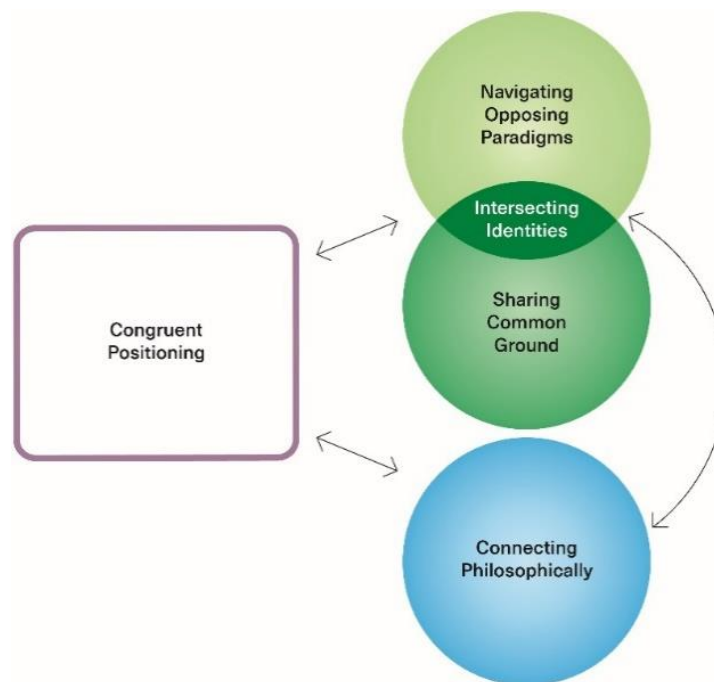 Navigating
Opposing
Paradigms
Intersecting
Identities
Sharing
Common
Ground
Congruent
Positioning
Connecting
Philosophically